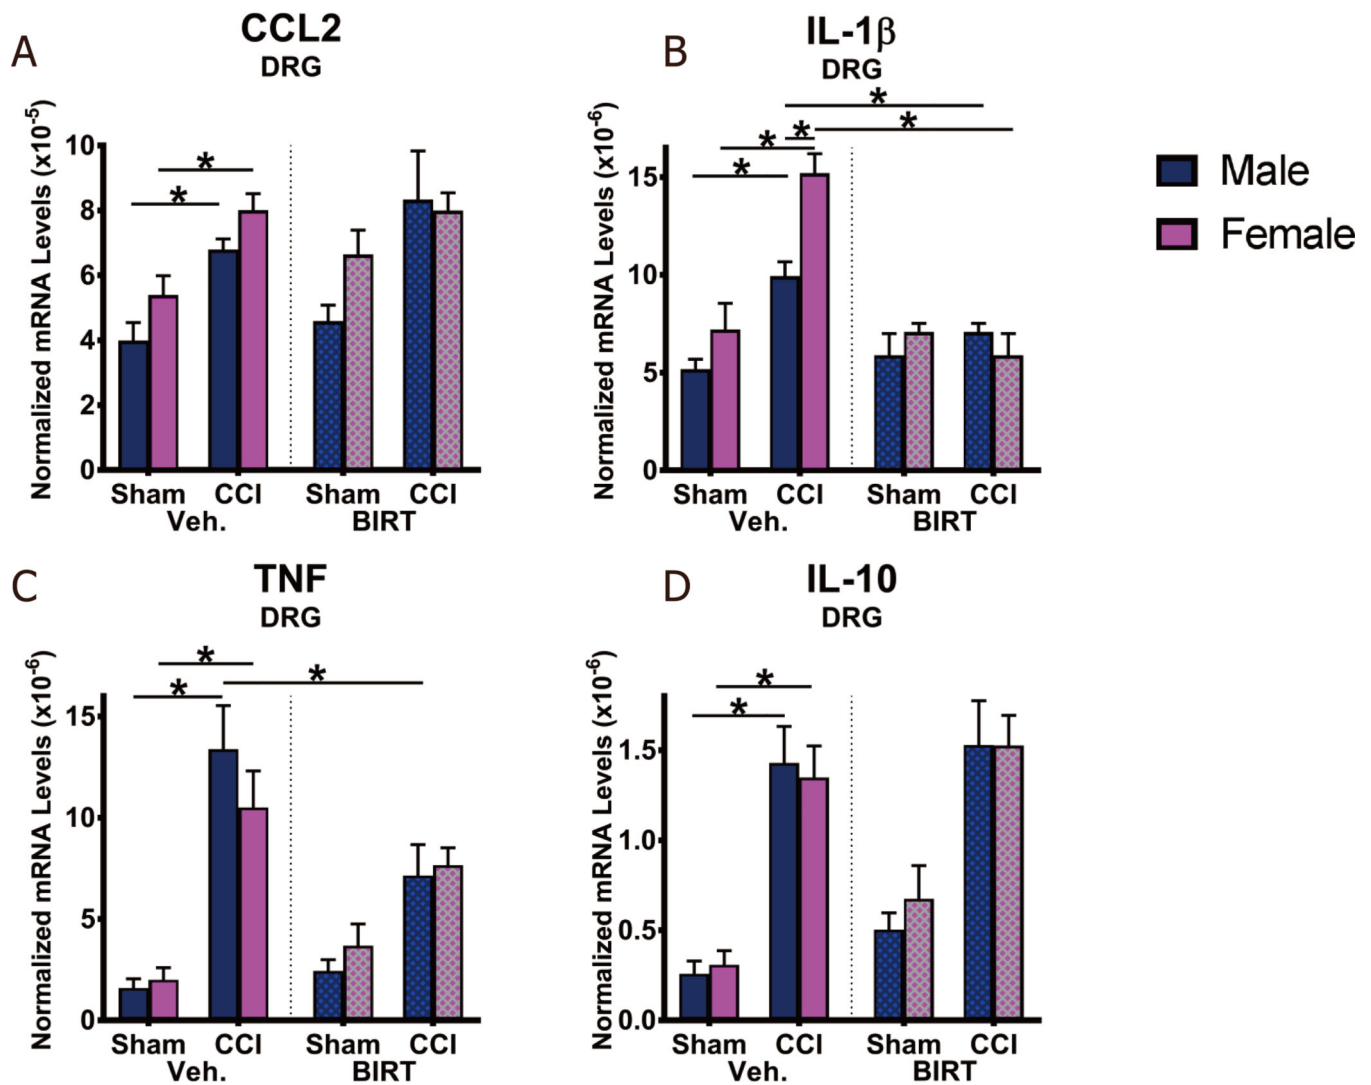 A
CCL2
DRG
Normalized mRNA Levels (x10⁻⁵)
10
8
6
4
2
0
* *
Sham CCI Sham CCI
Veh. BIRT
B
IL-1β
DRG
Normalized mRNA Levels (x10⁻⁶)
15
10
5
0
* * * * *
Sham CCI Sham CCI
Veh. BIRT
Male
Female
C
TNF
DRG
Normalized mRNA Levels (x10⁻⁶)
15
10
5
0
* * *
Sham CCI Sham CCI
Veh. BIRT
D
IL-10
DRG
Normalized mRNA Levels (x10⁻⁶)
1.5
1.0
0.5
0.0
* *
Sham CCI Sham CCI
Veh. BIRT